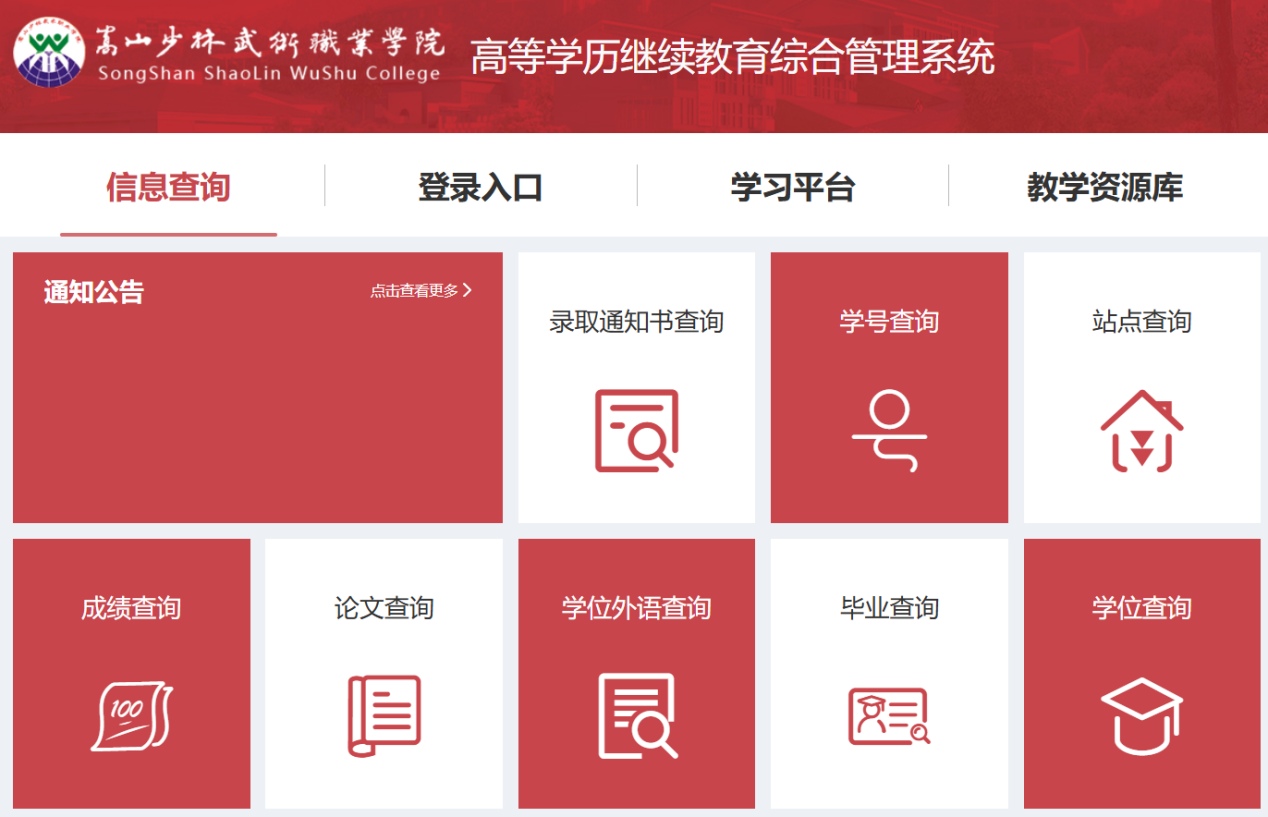 嵩山少林武術職業學院
SongShan ShaoLin WuShu College
高等学历继续教育综合管理系统
信息查询
登录入口
学习平台
教学资源库
通知公告
点击查看更多
录取通知书查询
学号查询
站点查询
成绩查询
论文查询
学位外语查询
毕业查询
学位查询
100